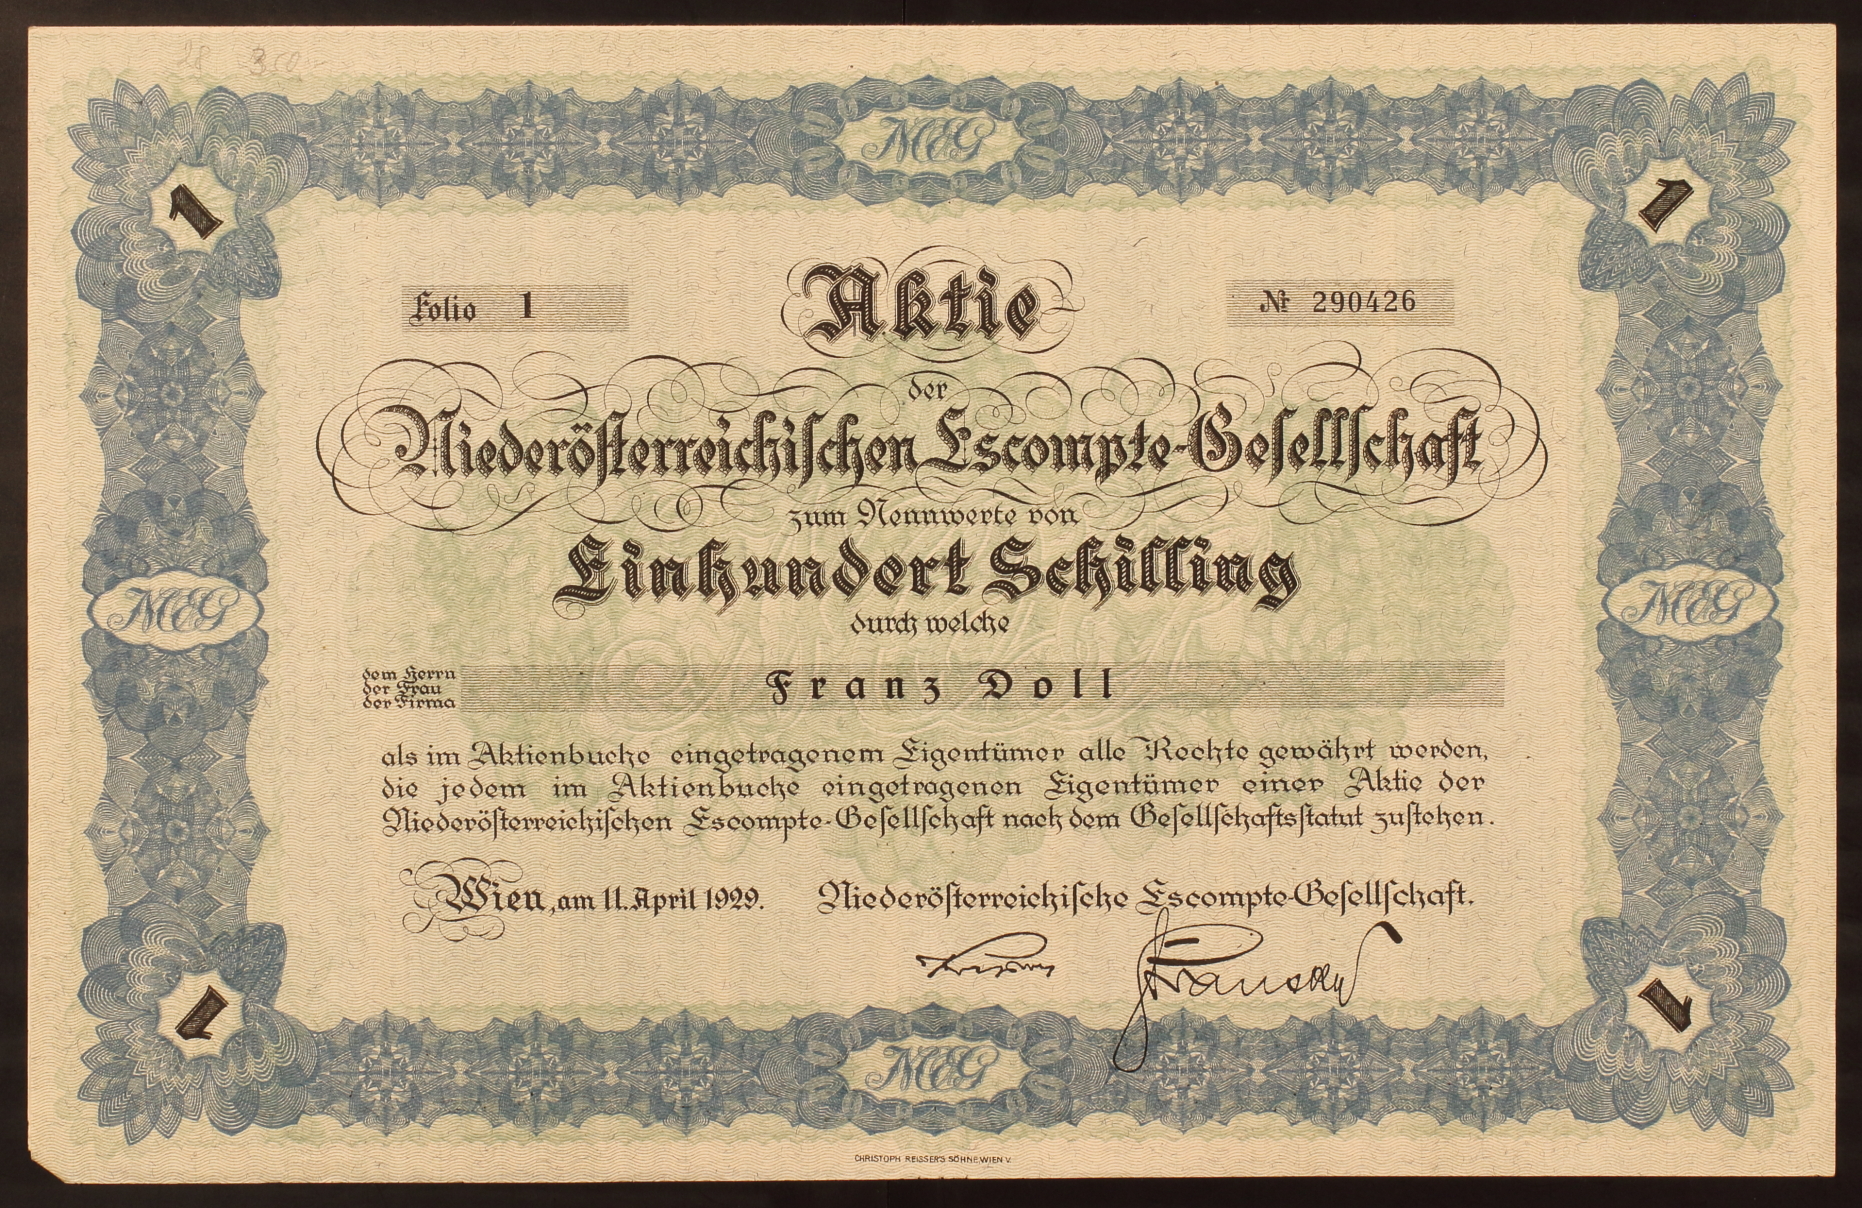 NEG
1
1
Folio 1
Aktie
№ 290426
der
Niederösterreichischen Escompte-Gesellschaft
zum Nennwerte von
Einhundert Schilling
durch welche
NEG
NEG
dem Herrn
der Frau
der Firma
Franz Doll
als im Aktienbuche eingetragenem Eigentümer alle Rechte gewährt werden,
die jedem im Aktienbuche eingetragenen Eigentümer einer Aktie der
Niederösterreichischen Escompte-Gesellschaft nach dem Gesellschaftsstatut zustehen.
Wien, am 11. April 1929.
Niederösterreichische Escompte-Gesellschaft.
1
1
NEG
CHRISTOPH REISSER'S SÖHNE, WIEN V